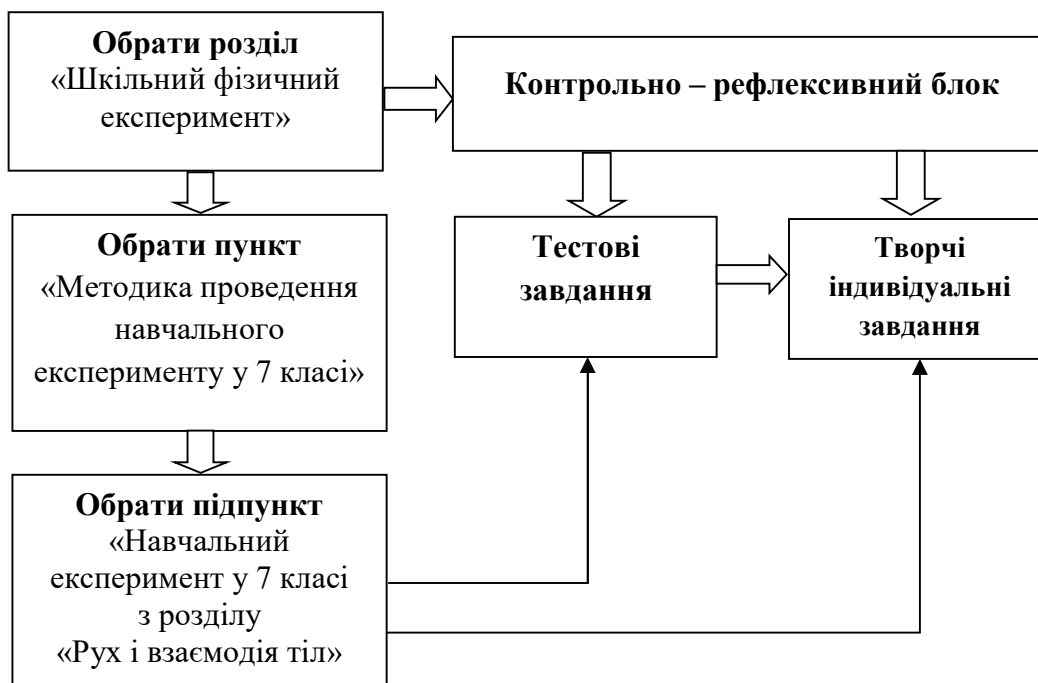 Обрати розділ
«Шкільний фізичний
експеримент»
Контрольно – рефлексивний блок
Обрати пункт
«Методика проведення
навчального
експерименту у 7 класі»
Тестові
завдання
Творчі
індивідуальні
завдання
Обрати підпункт
«Навчальний
експеримент у 7 класі
з розділу
«Рух і взаємодія тіл»